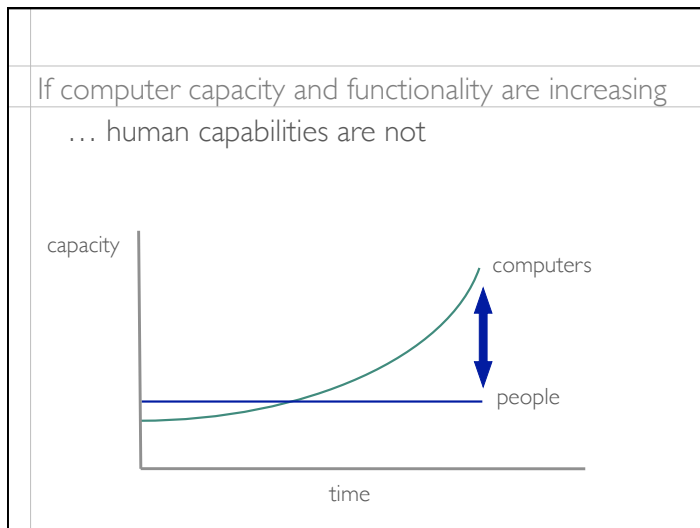 If computer capacity and functionality are increasing
… human capabilities are not
capacity
computers
people
time